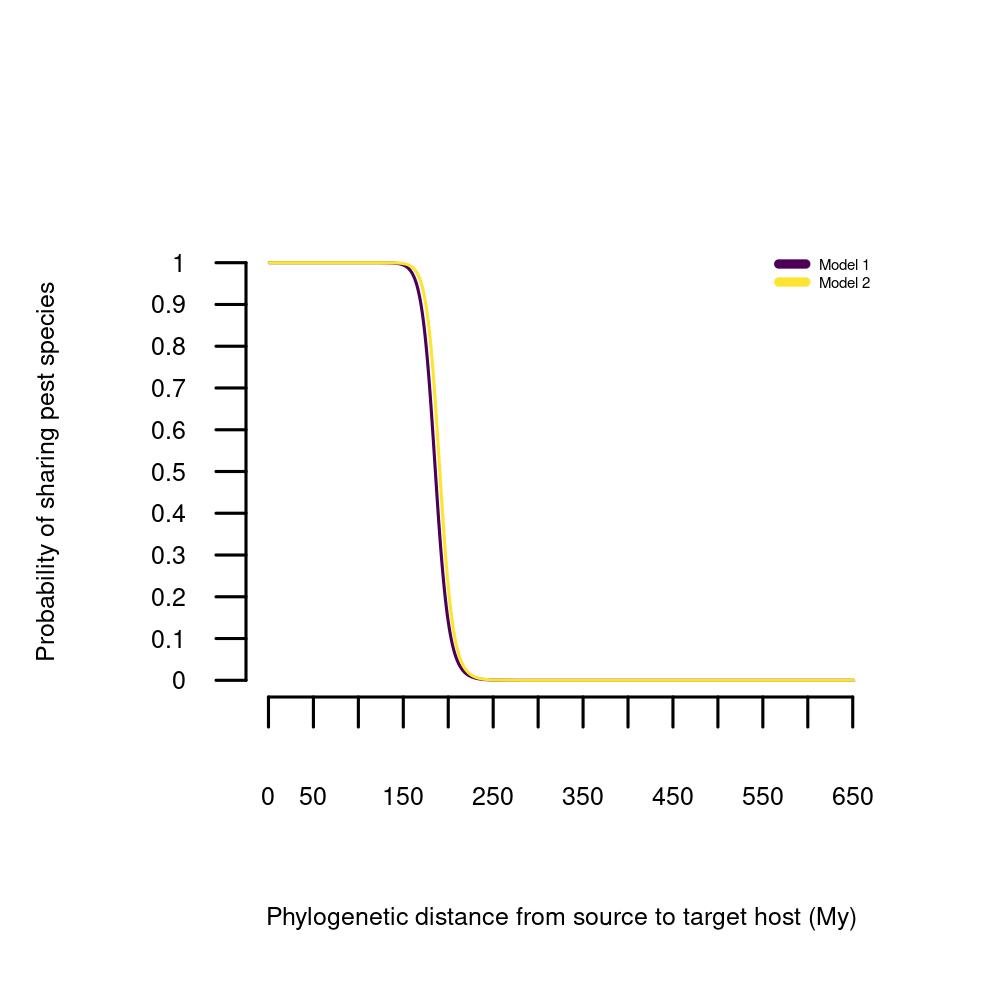 Model 1
Model 2
Probability of sharing pest species
1
0.9
0.8
0.7
0.6
0.5
0.4
0.3
0.2
0.1
0
0 50 150 250 350 450 550 650
Phylogenetic distance from source to target host (My)